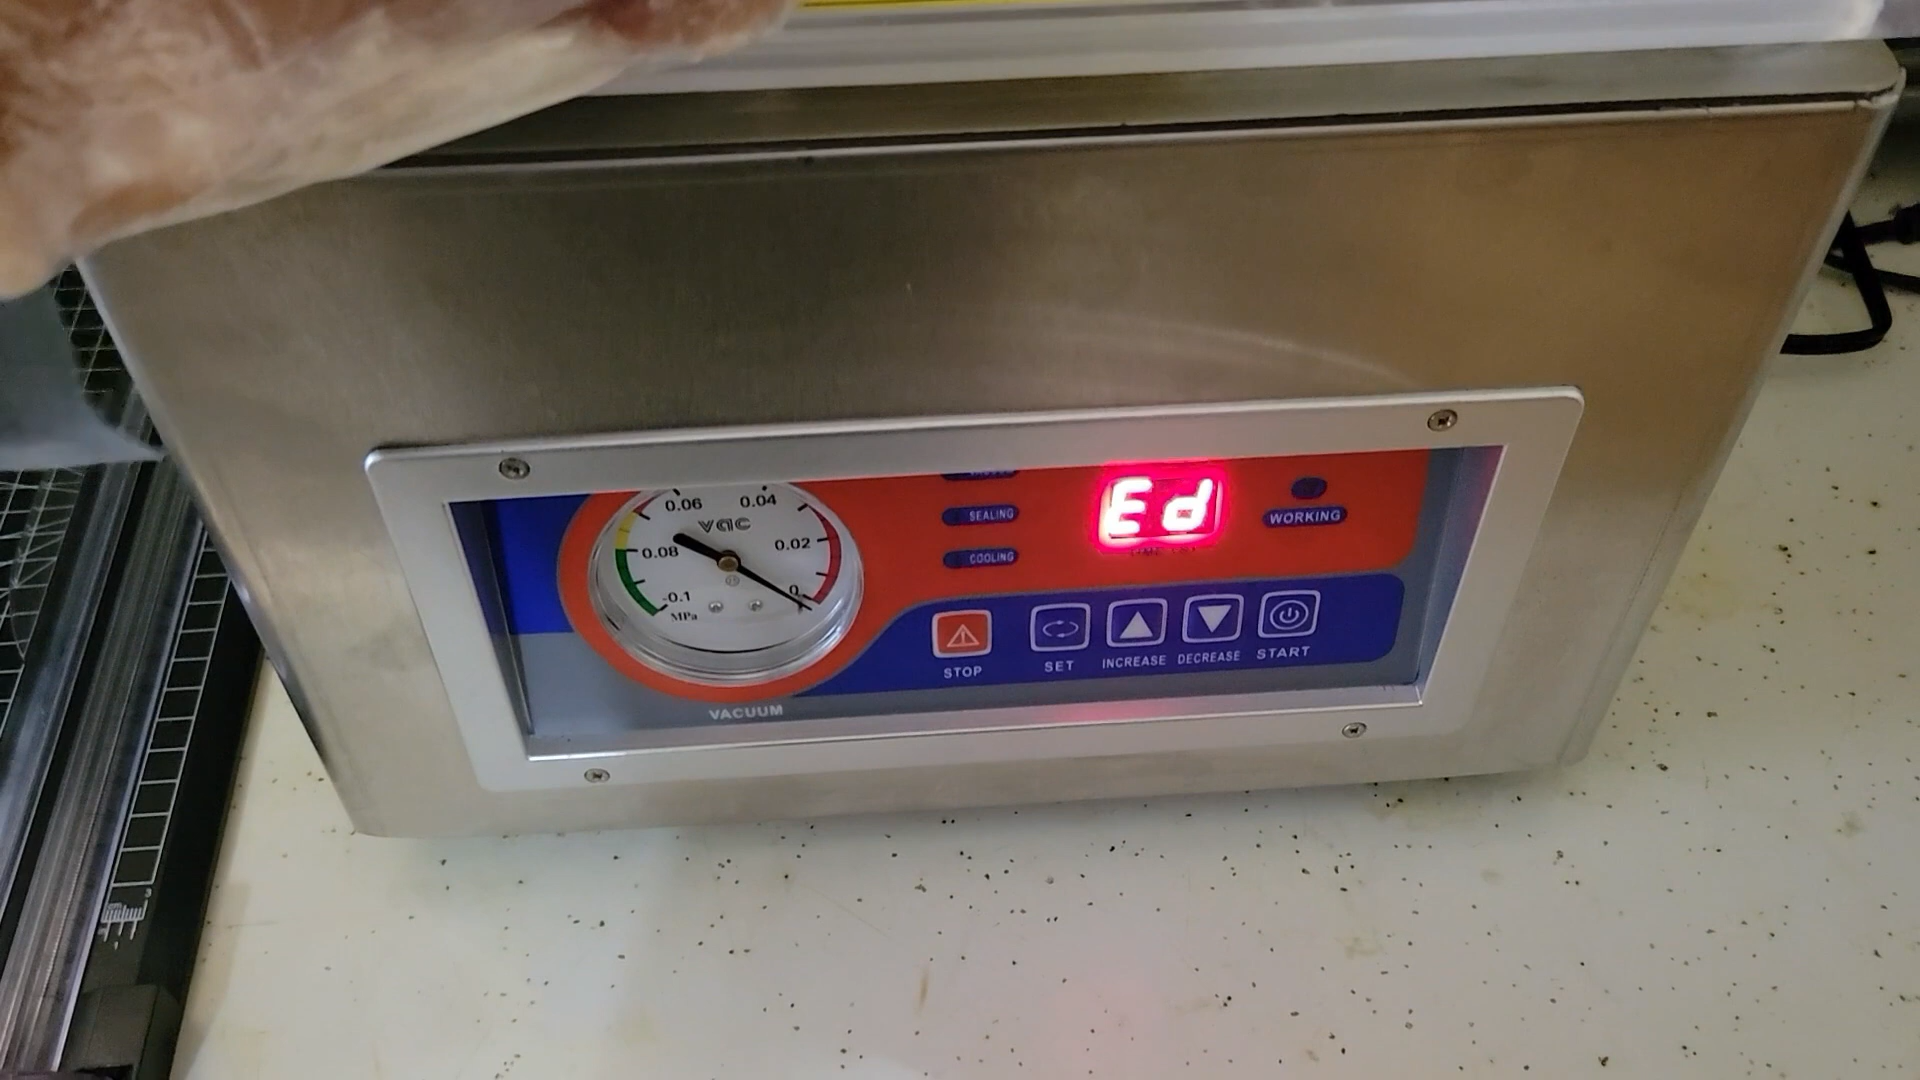 0.06 0.04
vac
0.08 0.02
-0.1 0
MPa
VACUUM
SEALING
COOLING
Ed
WORKING
STOP
SET
INCREASE
DECREASE
START